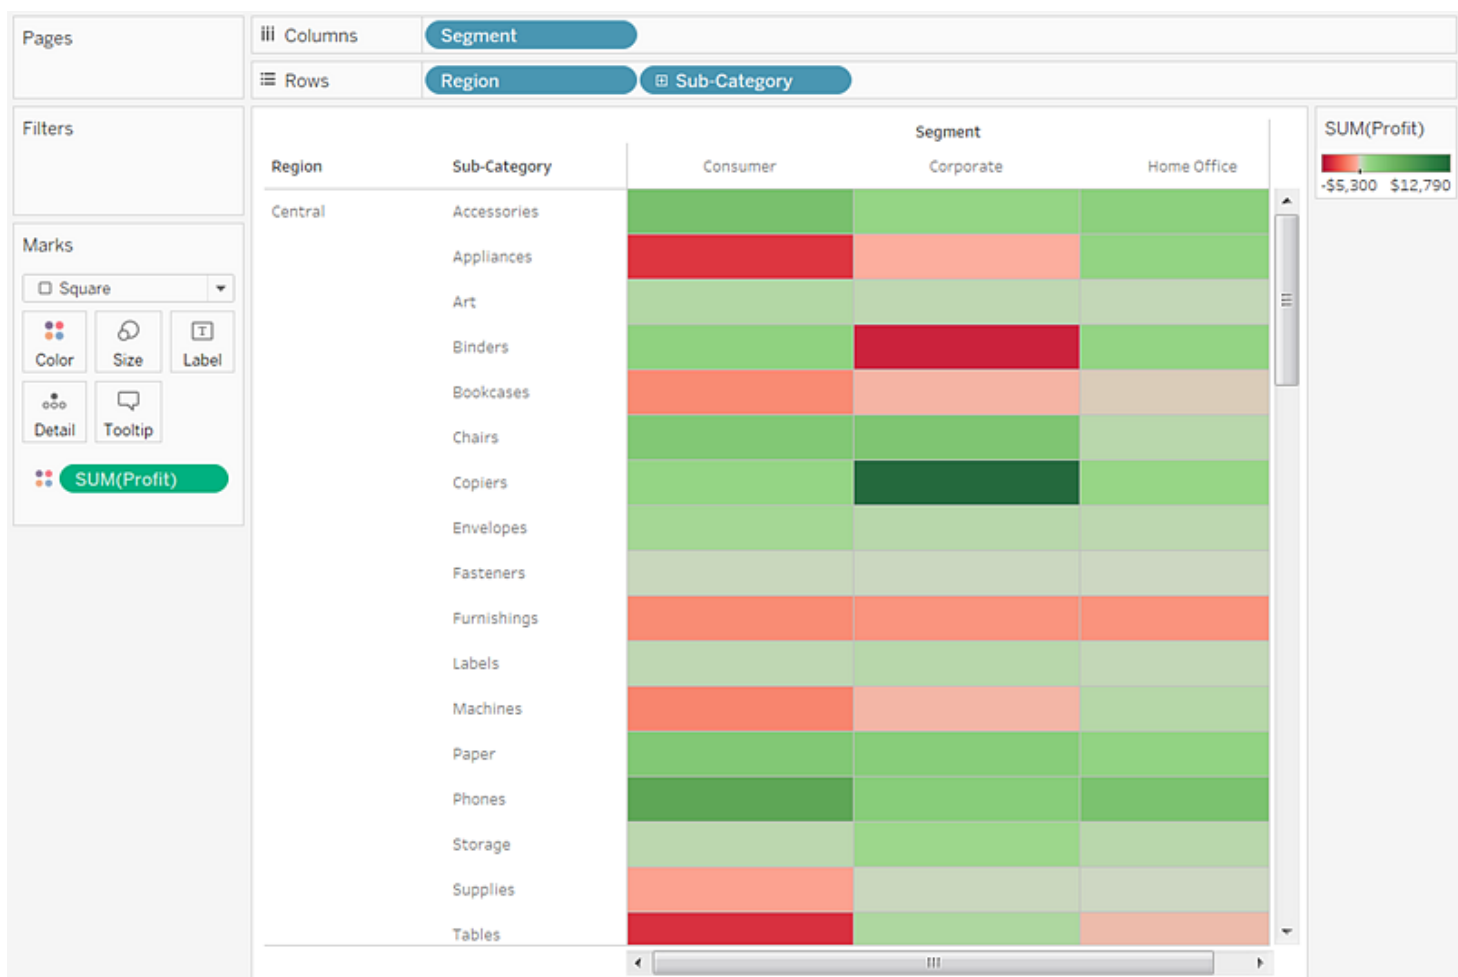 Pages
Columns
Segment
Rows
Region
Sub-Category
Filters
Marks
Square
Color
Size
Label
Detail
Tooltip
SUM(Profit)
Segment
Region
Sub-Category
Consumer
Corporate
Home Office
Central
Accessories
Appliances
Art
Binders
Bookcases
Chairs
Copiers
Envelopes
Fasteners
Furnishings
Labels
Machines
Paper
Phones
Storage
Supplies
Tables
SUM(Profit)
-$5,300 $12,790